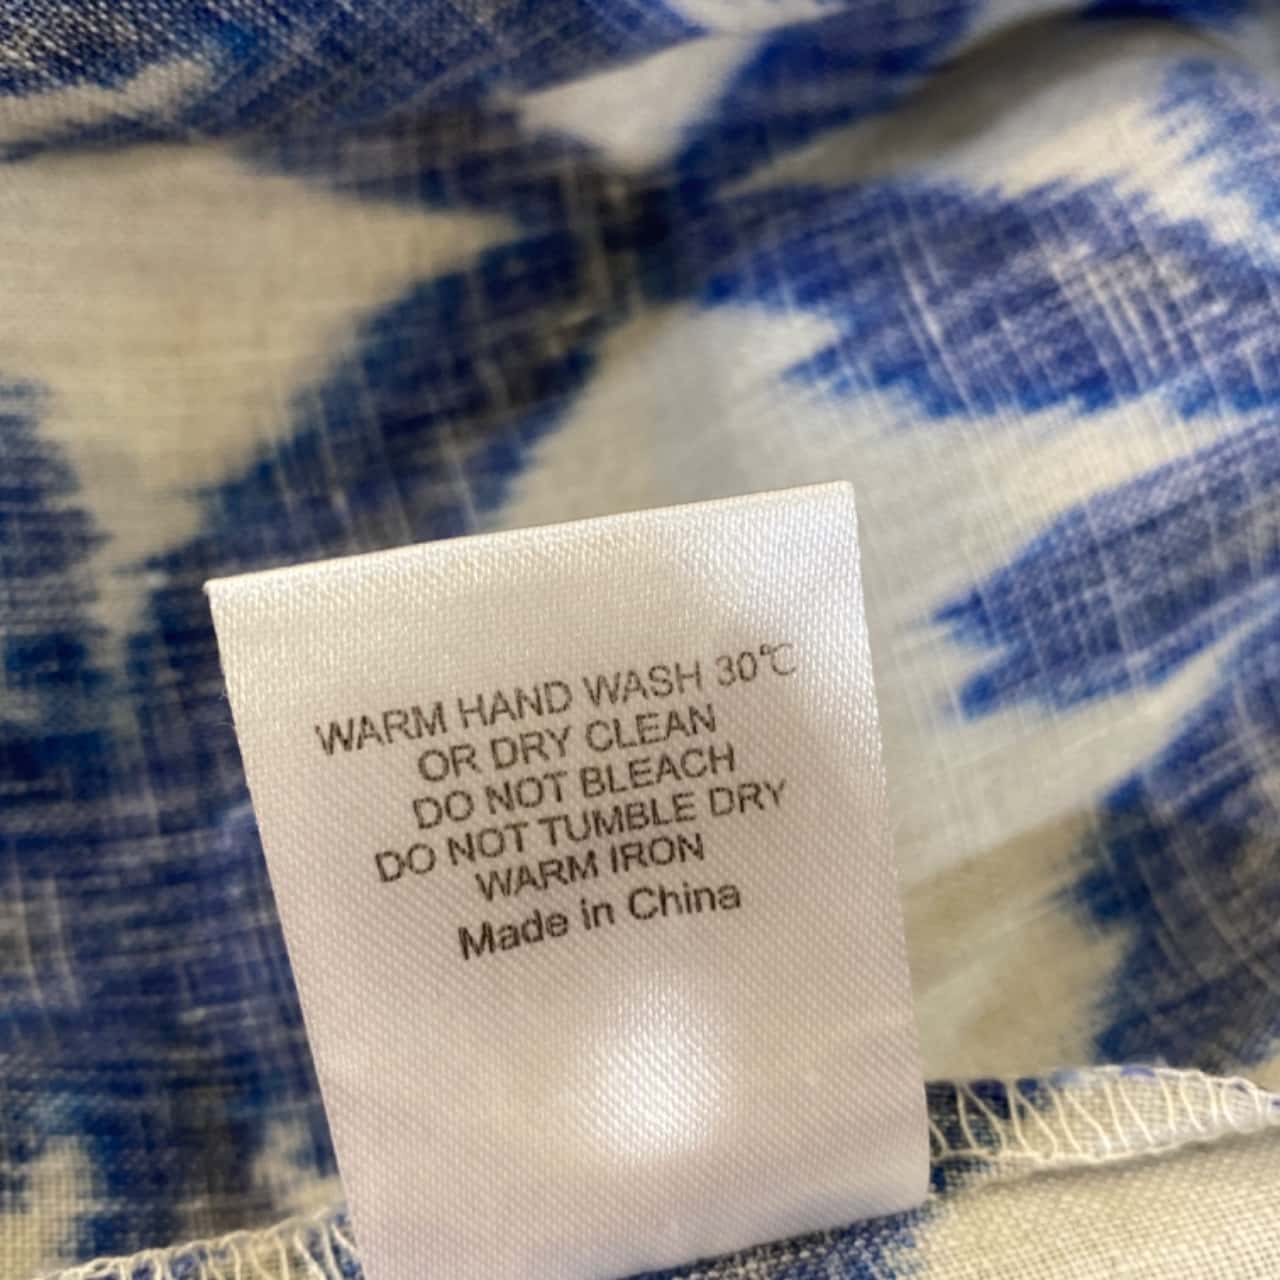 WARM HAND WASH 30℃
OR DRY CLEAN
DO NOT BLEACH
DO NOT TUMBLE DRY
WARM IRON
Made in China